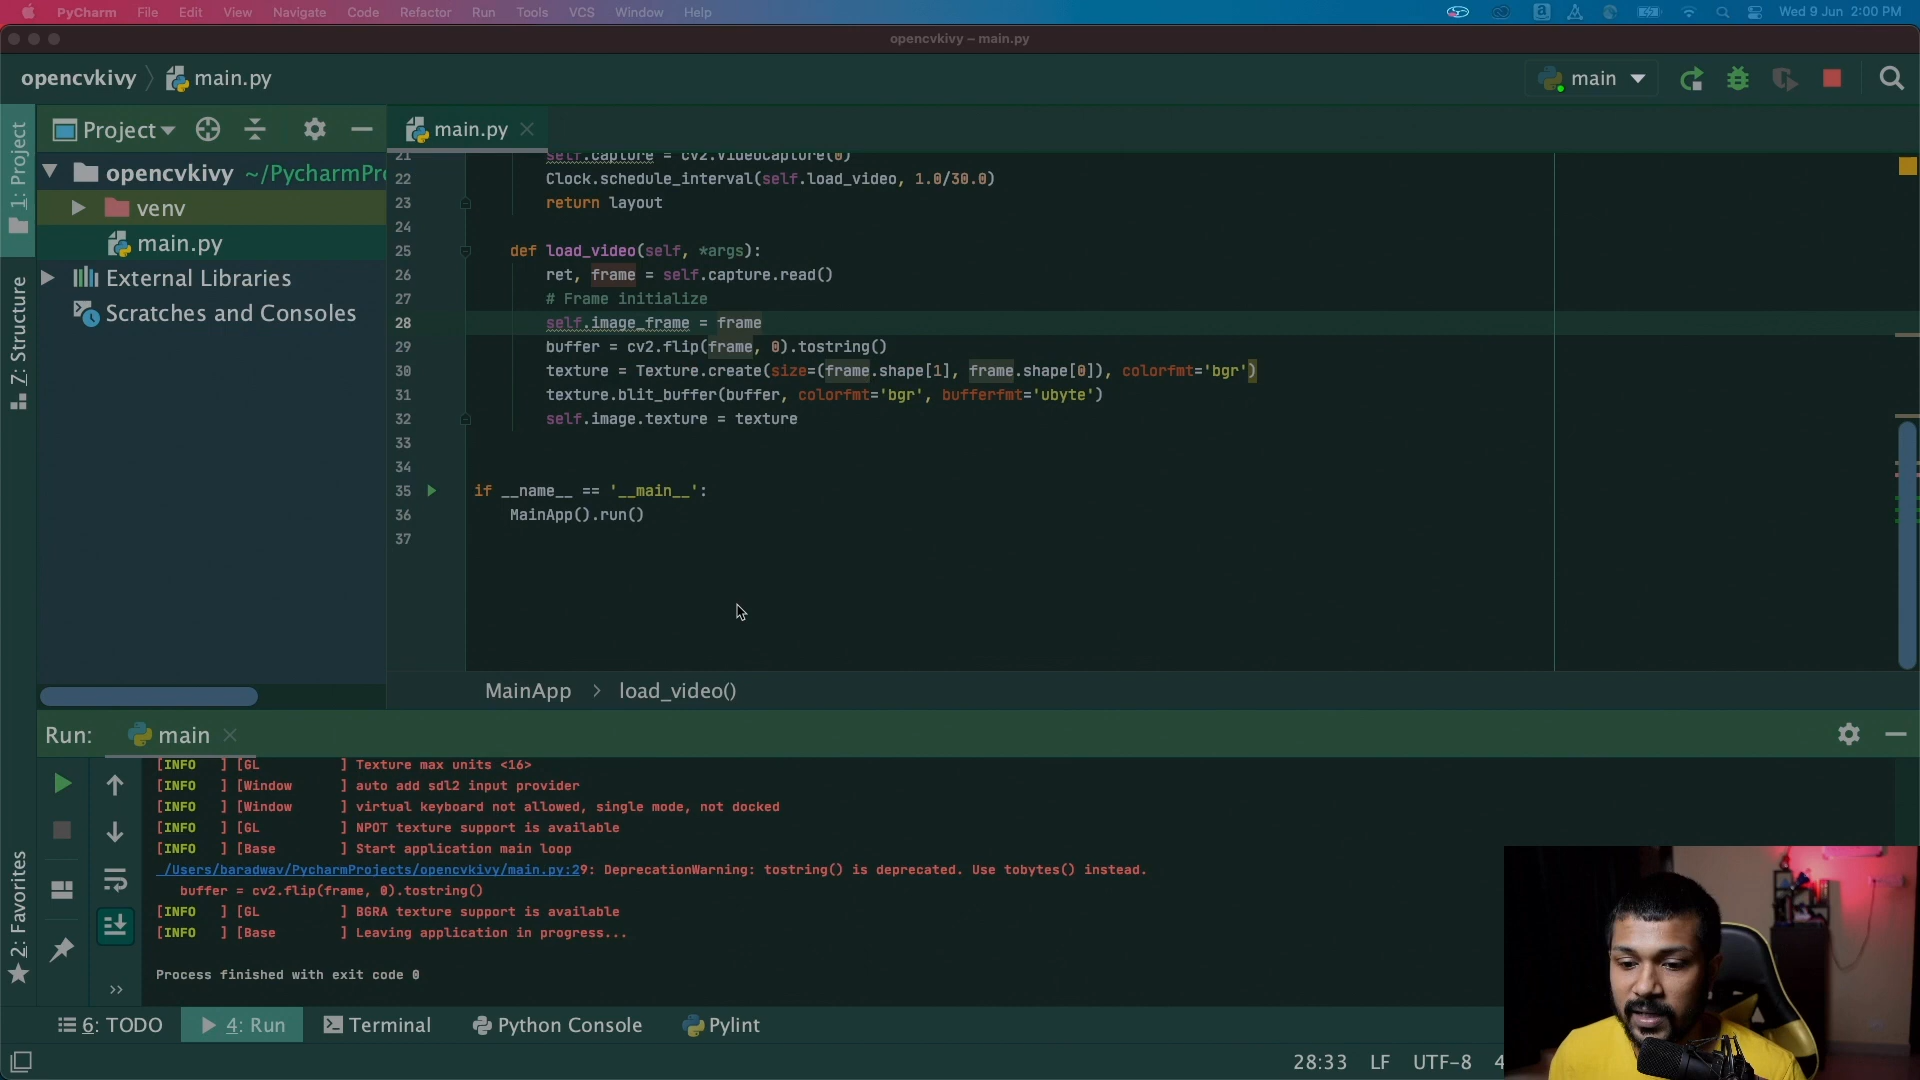 PyCharm File Edit View Navigate Code Refactor Run Tools VCS Window Help Wed 9 Jun 2:00 PM
opencvkivy – main.py
opencvkivy main.py main
1: Project
Project main.py
opencvkivy ~/PycharmPro
venv
main.py
External Libraries
Scratches and Consoles
Z: Structure
2: Favorites
21 self.capture = cv2.VideoCapture(0)
22 Clock.schedule_interval(self.load_video, 1.0/30.0)
23 return layout
24
25 def load_video(self, *args):
26 ret, frame = self.capture.read()
27 # Frame initialize
28 self.image_frame = frame
29 buffer = cv2.flip(frame, 0).tostring()
30 texture = Texture.create(size=(frame.shape[1], frame.shape[0]), colorfmt='bgr')
31 texture.blit_buffer(buffer, colorfmt='bgr', bufferfmt='ubyte')
32 self.image.texture = texture
33
34
35 if __name__ == '__main__':
36 MainApp().run()
37
MainApp > load_video()
Run: main
[INFO ] [GL ] Texture max units <16>
[INFO ] [Window ] auto add sdl2 input provider
[INFO ] [Window ] virtual keyboard not allowed, single mode, not docked
[INFO ] [GL ] NPOT texture support is available
[INFO ] [Base ] Start application main loop
/Users/baradwav/PycharmProjects/opencvkivy/main.py:29: DeprecationWarning: tostring() is deprecated. Use tobytes() instead.
buffer = cv2.flip(frame, 0).tostring()
[INFO ] [GL ] BGRA texture support is available
[INFO ] [Base ] Leaving application in progress...
Process finished with exit code 0
6: TODO 4: Run Terminal Python Console Pylint
28:33 LF UTF-8 4